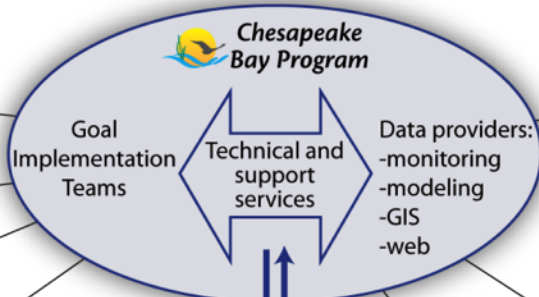 Chesapeake
Bay Program
Goal
Implementation
Teams
Technical and
support
services
Data providers:
-monitoring
-modeling
-GIS
-web